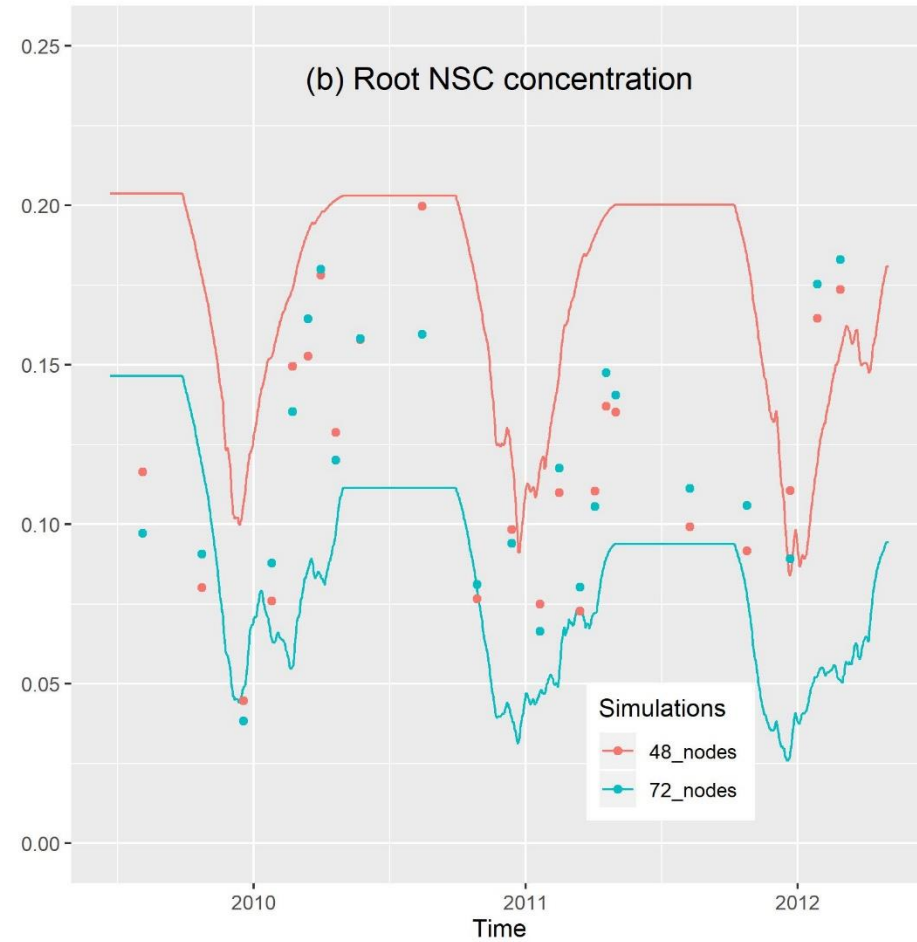 (b) Root NSC concentration
0.25
0.20
0.15
0.10
0.05
0.00
Simulations
48_nodes
72_nodes
2010 2011 2012
Time